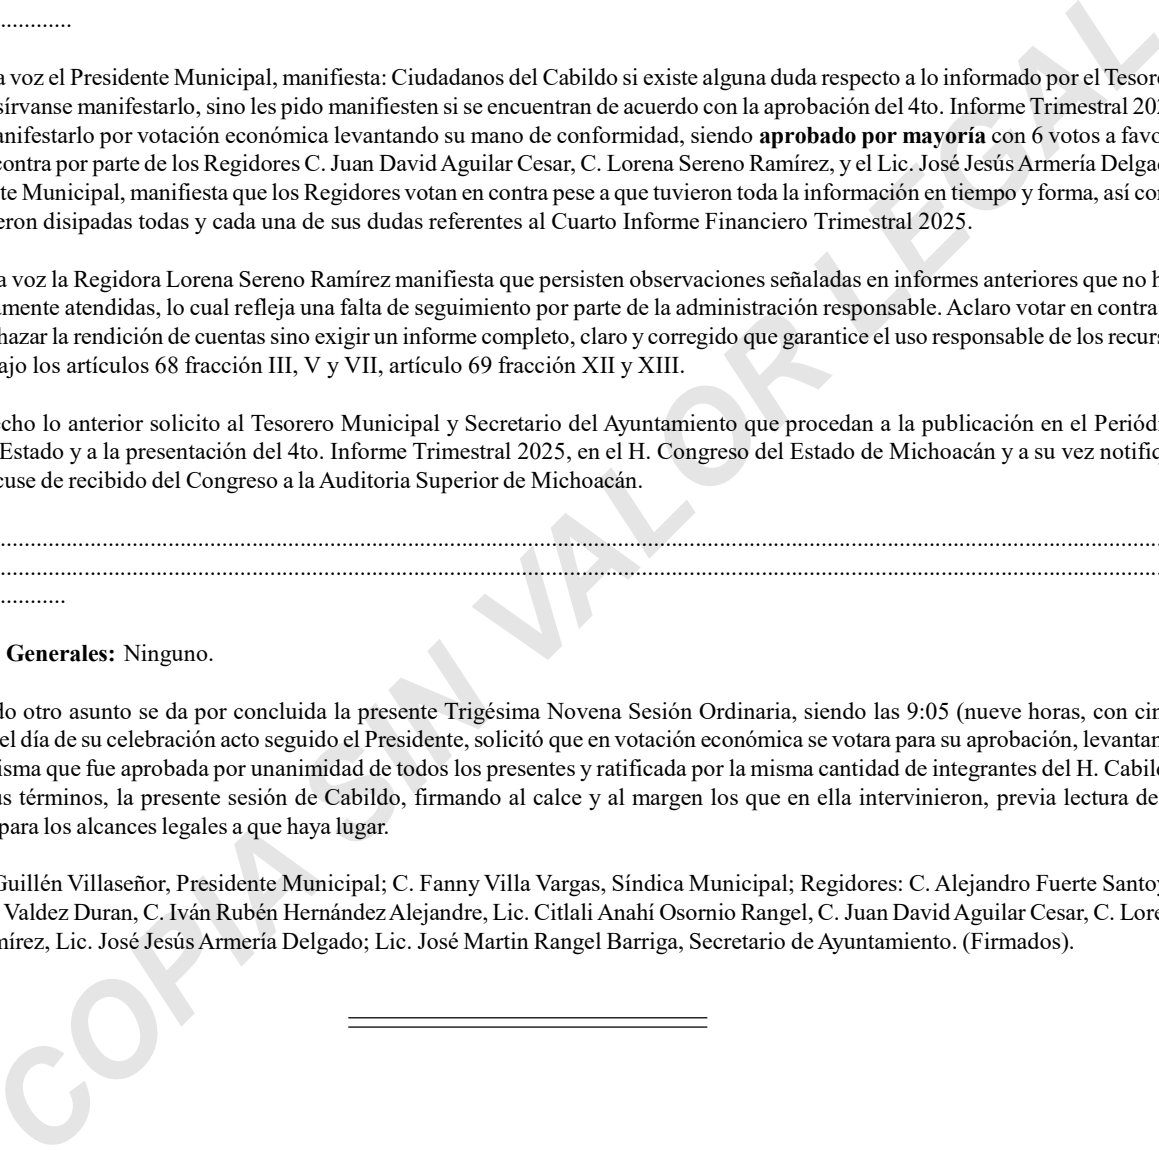 ............
a voz el Presidente Municipal, manifiesta: Ciudadanos del Cabildo si existe alguna duda respecto a lo informado por el Tesor
sírvanse manifestarlo, sino les pido manifiesten si se encuentran de acuerdo con la aprobación del 4to. Informe Trimestral 20
anifestarlo por votación económica levantando su mano de conformidad, siendo aprobado por mayoría con 6 votos a favo
contra por parte de los Regidores C. Juan David Aguilar Cesar, C. Lorena Sereno Ramírez, y el Lic. José Jesús Armería Delgad
te Municipal, manifiesta que los Regidores votan en contra pese a que tuvieron toda la información en tiempo y forma, así co
eron disipadas todas y cada una de sus dudas referentes al Cuarto Informe Financiero Trimestral 2025.
a voz la Regidora Lorena Sereno Ramírez manifiesta que persisten observaciones señaladas en informes anteriores que no h
amente atendidas, lo cual refleja una falta de seguimiento por parte de la administración responsable. Aclaro votar en contra
hazar la rendición de cuentas sino exigir un informe completo, claro y corregido que garantice el uso responsable de los recurs
ajo los artículos 68 fracción III, V y VII, artículo 69 fracción XII y XIII.
echo lo anterior solicito al Tesorero Municipal y Secretario del Ayuntamiento que procedan a la publicación en el Periódi
Estado y a la presentación del 4to. Informe Trimestral 2025, en el H. Congreso del Estado de Michoacán y a su vez notifiq
cuse de recibido del Congreso a la Auditoria Superior de Michoacán.
....................................................................................................
....................................................................................................
...........
Generales: Ninguno.
do otro asunto se da por concluida la presente Trigésima Novena Sesión Ordinaria, siendo las 9:05 (nueve horas, con cin
el día de su celebración acto seguido el Presidente, solicitó que en votación económica se votara para su aprobación, levantan
isma que fue aprobada por unanimidad de todos los presentes y ratificada por la misma cantidad de integrantes del H. Cabild
us términos, la presente sesión de Cabildo, firmando al calce y al margen los que en ella intervinieron, previa lectura de
para los alcances legales a que haya lugar.
Guillén Villaseñor, Presidente Municipal; C. Fanny Villa Vargas, Síndica Municipal; Regidores: C. Alejandro Fuerte Santoy
Valdez Duran, C. Iván Rubén Hernández Alejandre, Lic. Citlali Anahí Osornio Rangel, C. Juan David Aguilar Cesar, C. Lore
mírez, Lic. José Jesús Armería Delgado; Lic. José Martin Rangel Barriga, Secretario de Ayuntamiento. (Firmados).
COPIA SIN VALOR LEGAL